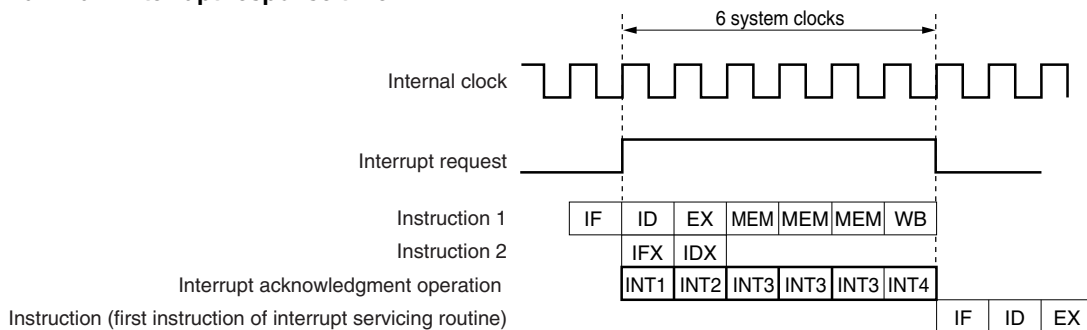 6 system clocks
Internal clock
Interrupt request
Instruction 1 IF ID EX MEM MEM MEM WB
Instruction 2 IFX IDX
Interrupt acknowledgment operation INT1 INT2 INT3 INT3 INT3 INT4
Instruction (first instruction of interrupt servicing routine) IF ID EX